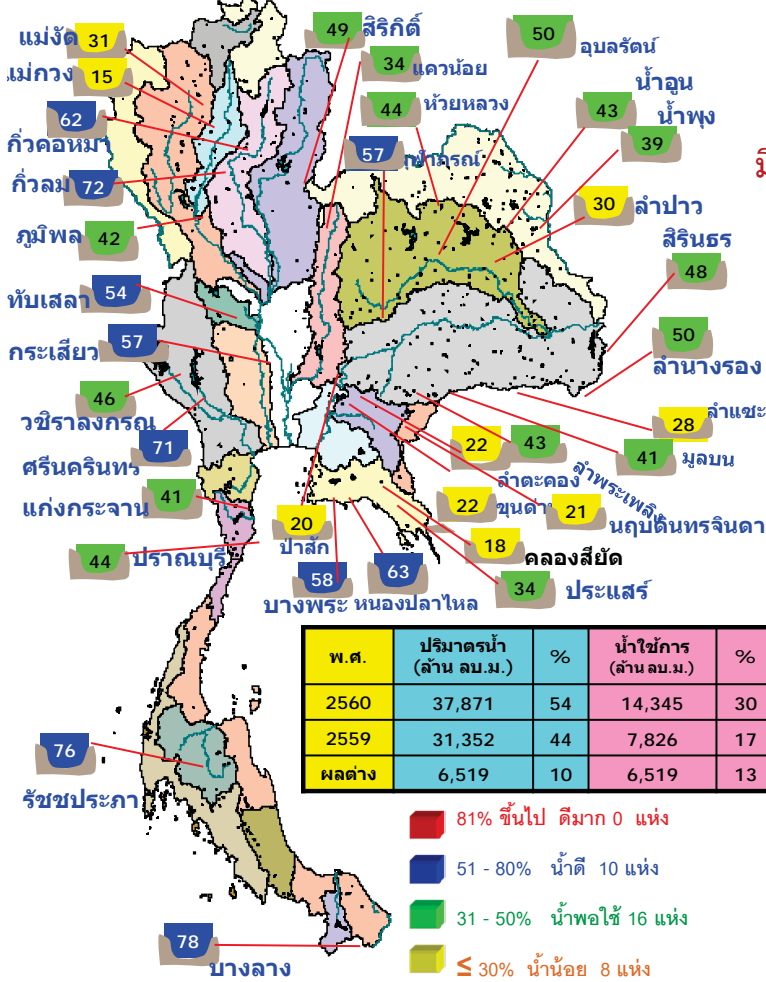 49 สิริกิติ์
แม่งัด 31
34 แควน้อย
50 อุบลรัตน์
15
44 ห้วยหลวง
43 น้ำอูน
น้ำพุง
62
39
57
กิ่วคอหมา
กิ่วลม 72
30 ลำปาว
ภูมิพล 42
สิรินธร
48
ทับเสลา 54
กระเสียว 57
50
ลำนางรอง
46
วชิราลงกรณ
28 ลำแชะ
71
22
43
41 มูลบน
ศรีนครินทร
ลำตะคอง
ลำพระเพลิง
แก่งกระจาน 41
22
21 นฤบดินทรจินดา
20
ป่าสัก
18 คลองสียัด
44 ปราณบุรี
58
63
34 ประแสร์
บางพระ หนองปลาไหล
พ.ศ. ปริมาตรน้ำ (ล้าน ลบ.ม.) % น้ำใช้การ (ล้าน ลบ.ม.) %
2560 37,871 54 14,345 30
2559 31,352 44 7,826 17
ผลต่าง 6,519 10 6,519 13
76
รัชชประภา
81% ขึ้นไป ดีมาก 0 แห่ง
51 - 80% น้ำดี 10 แห่ง
31 - 50% น้ำพอใช้ 16 แห่ง
≤ 30% น้ำน้อย 8 แห่ง
78
บางลาง